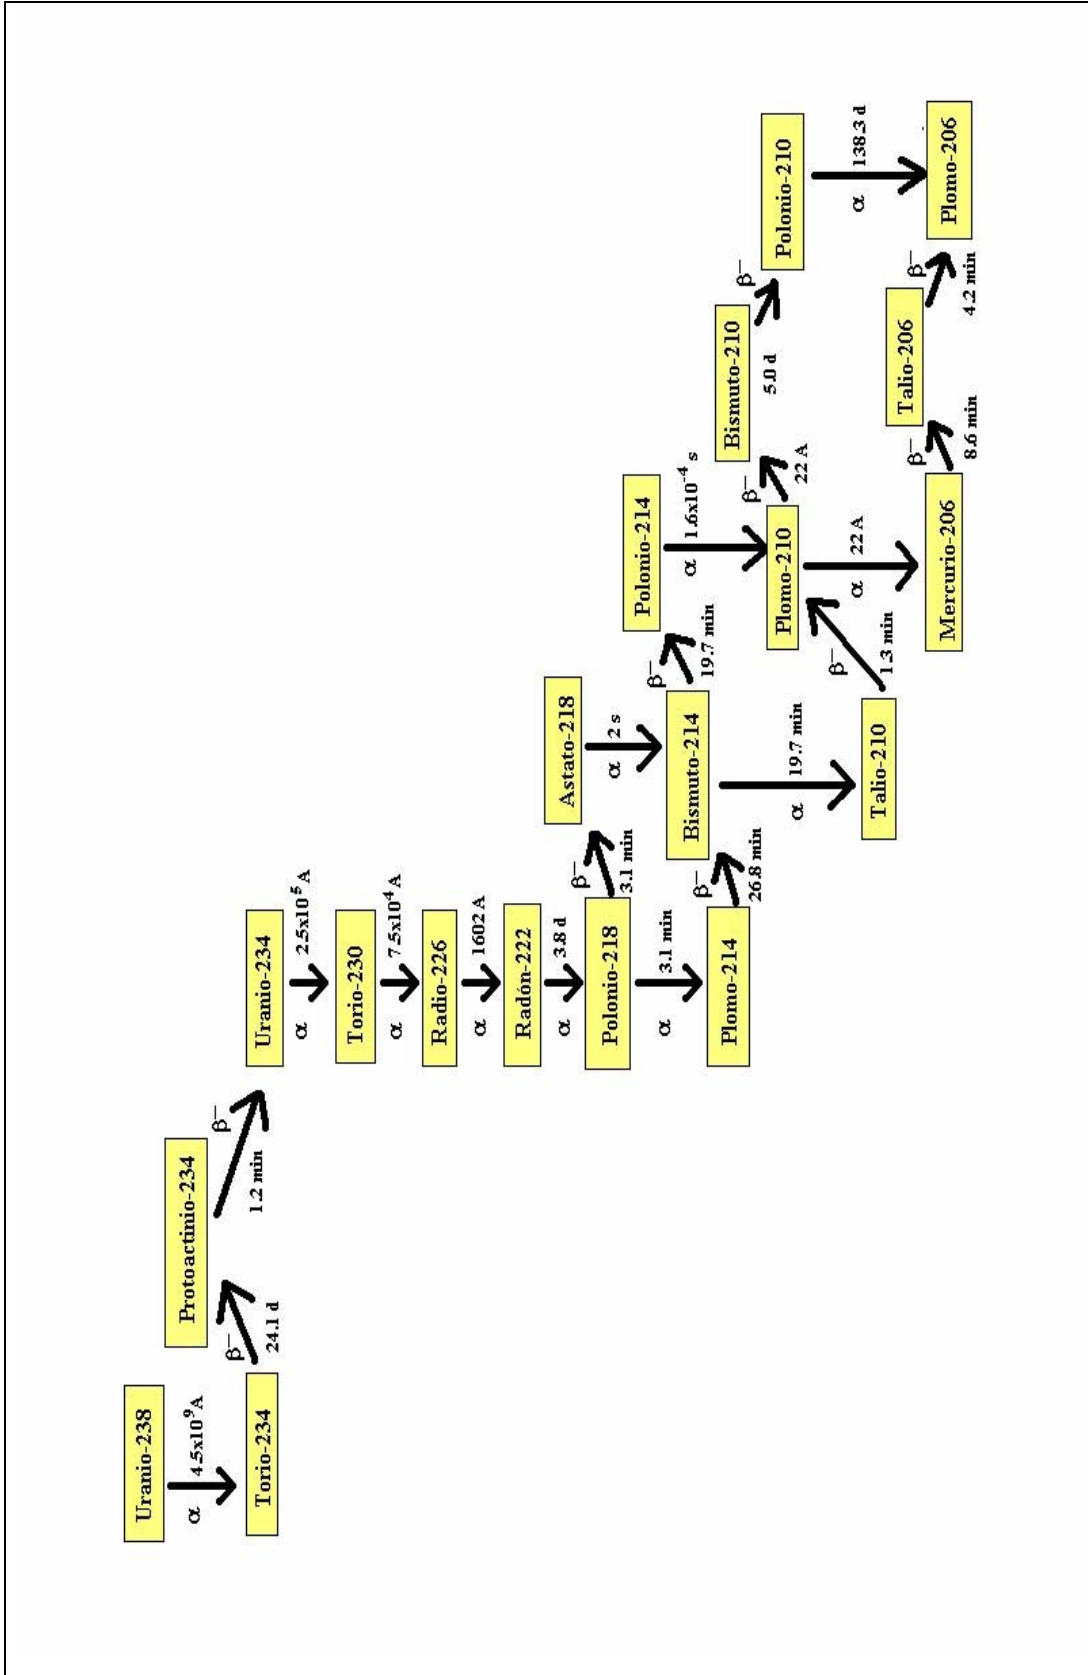 Uranio-238
α 4.5x10⁹A
Torio-234
β⁻
24.1 d
Protoactinio-234
β⁻
1.2 min
Uranio-234
α 2.5x10⁵A
Torio-230
α 7.5x10⁴A
Radio-226
α 1602 A
Radón-222
α 3.8 d
Polonio-218
β⁻
3.1 min
α 3.1 min
Astato-218
α 2 s
Plomo-214
β⁻
26.8 min
Bismuto-214
β⁻
19.7 min
α 19.7 min
Polonio-214
α 1.6x10⁻⁴ s
Talio-210
β⁻
1.3 min
Plomo-210
β⁻
22 A
α 22 A
Bismuto-210
β⁻
5.0 d
Polonio-210
α 138.3 d
Mercurio-206
β⁻
8.6 min
Talio-206
β⁻
4.2 min
Plomo-206